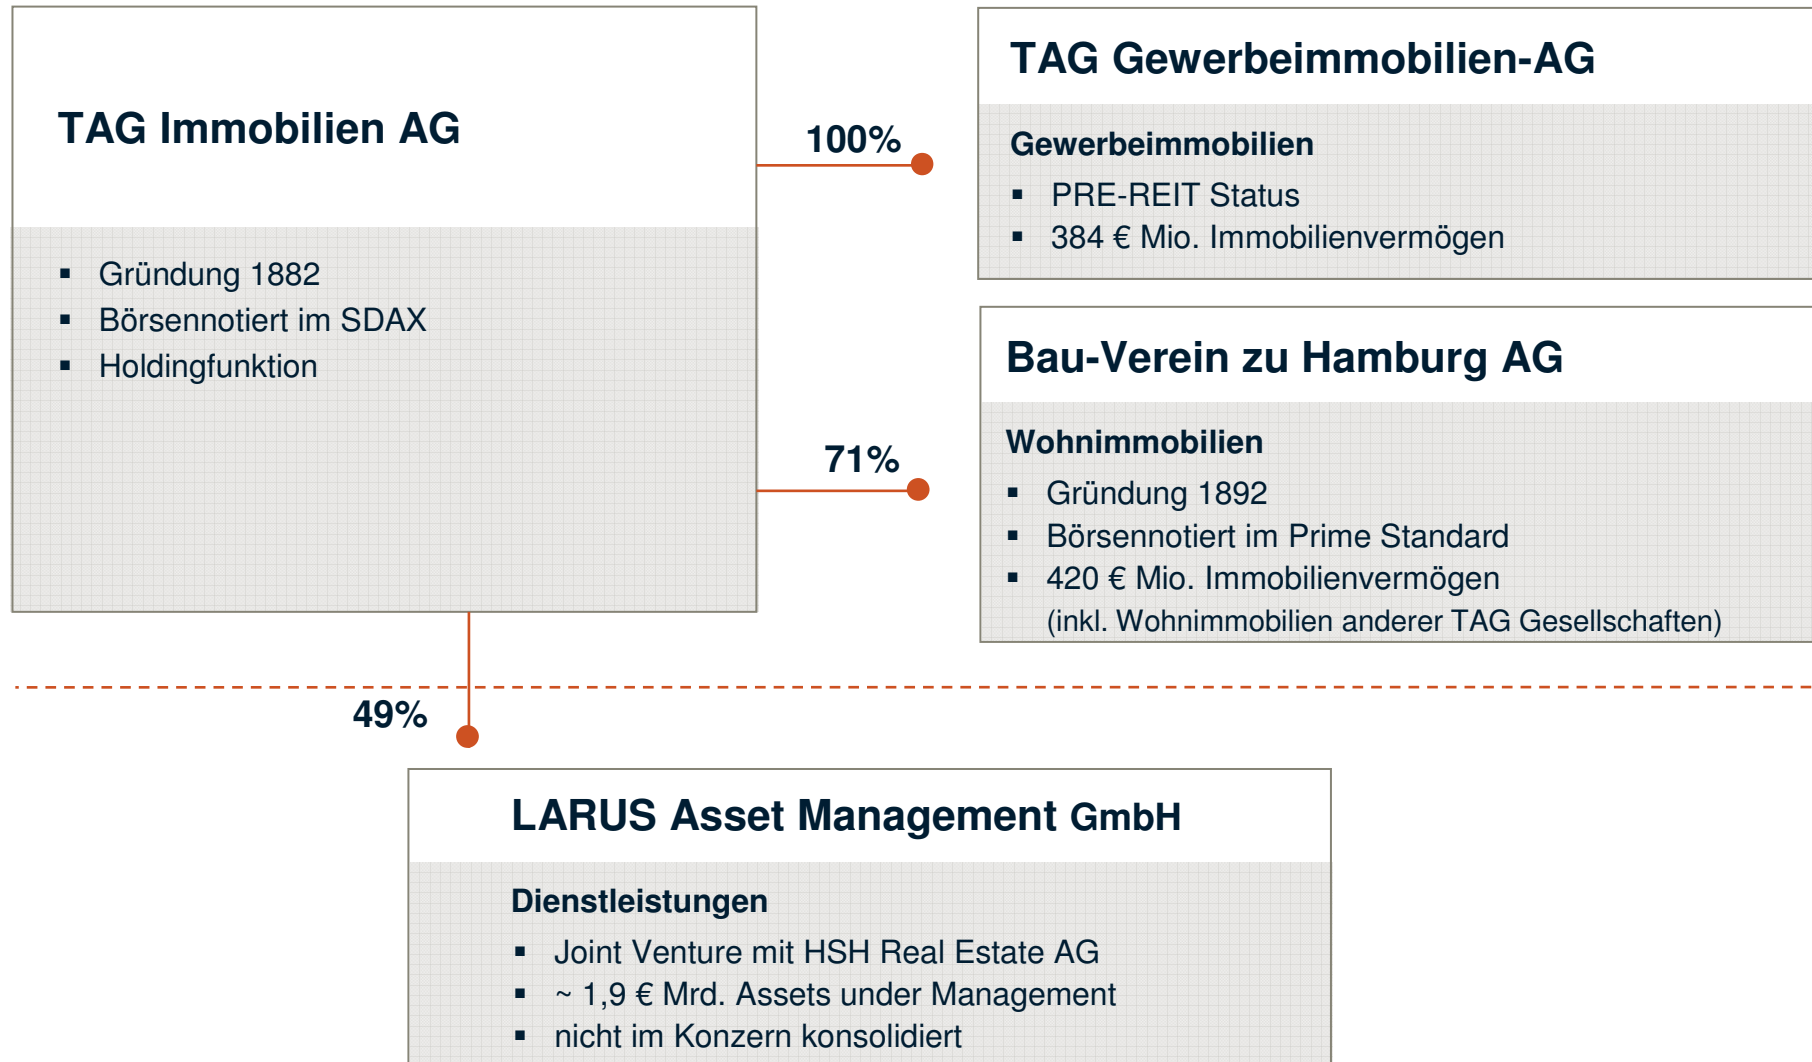 TAG Immobilien AG
▪ Gründung 1882
▪ Börsennotiert im SDAX
▪ Holdingfunktion
100%
TAG Gewerbeimmobilien-AG
Gewerbeimmobilien
▪ PRE-REIT Status
▪ 384 € Mio. Immobilienvermögen
71%
Bau-Verein zu Hamburg AG
Wohnimmobilien
▪ Gründung 1892
▪ Börsennotiert im Prime Standard
▪ 420 € Mio. Immobilienvermögen
(inkl. Wohnimmobilien anderer TAG Gesellschaften)
49%
LARUS Asset Management GmbH
Dienstleistungen
▪ Joint Venture mit HSH Real Estate AG
▪ ~ 1,9 € Mrd. Assets under Management
▪ nicht im Konzern konsolidiert